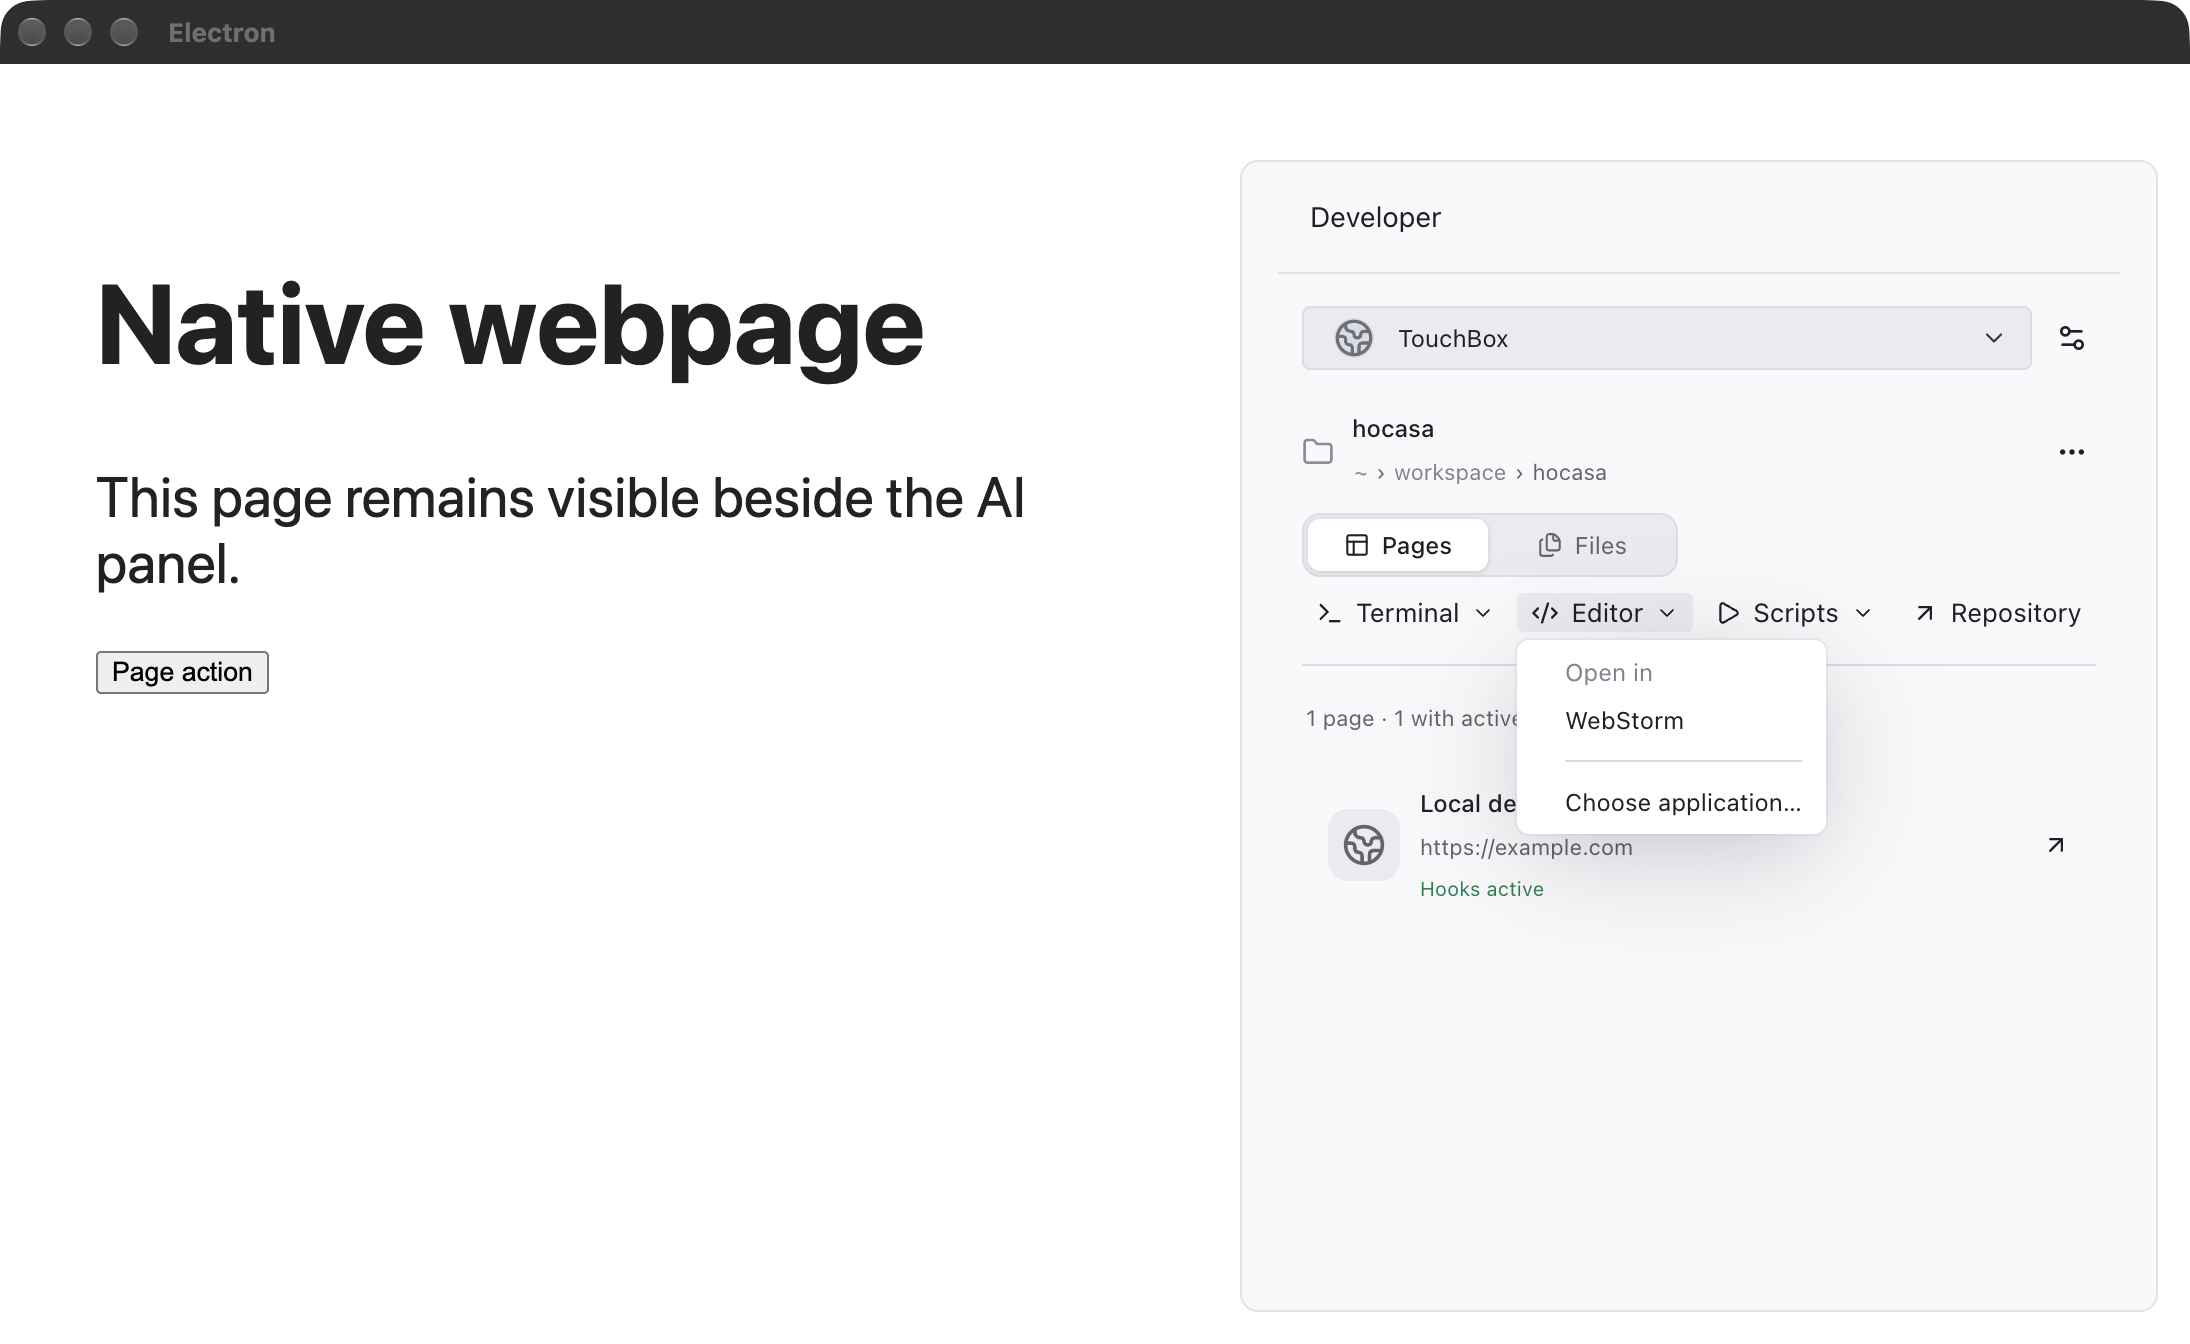 Electron
Native webpage
This page remains visible beside the AI
panel.
Page action
Developer
TouchBox
hocasa
~ › workspace › hocasa
Pages
Files
Terminal
Editor
Scripts
Repository
Open in
WebStorm
Choose application...
1 page · 1 with active
Local de
https://example.com
Hooks active